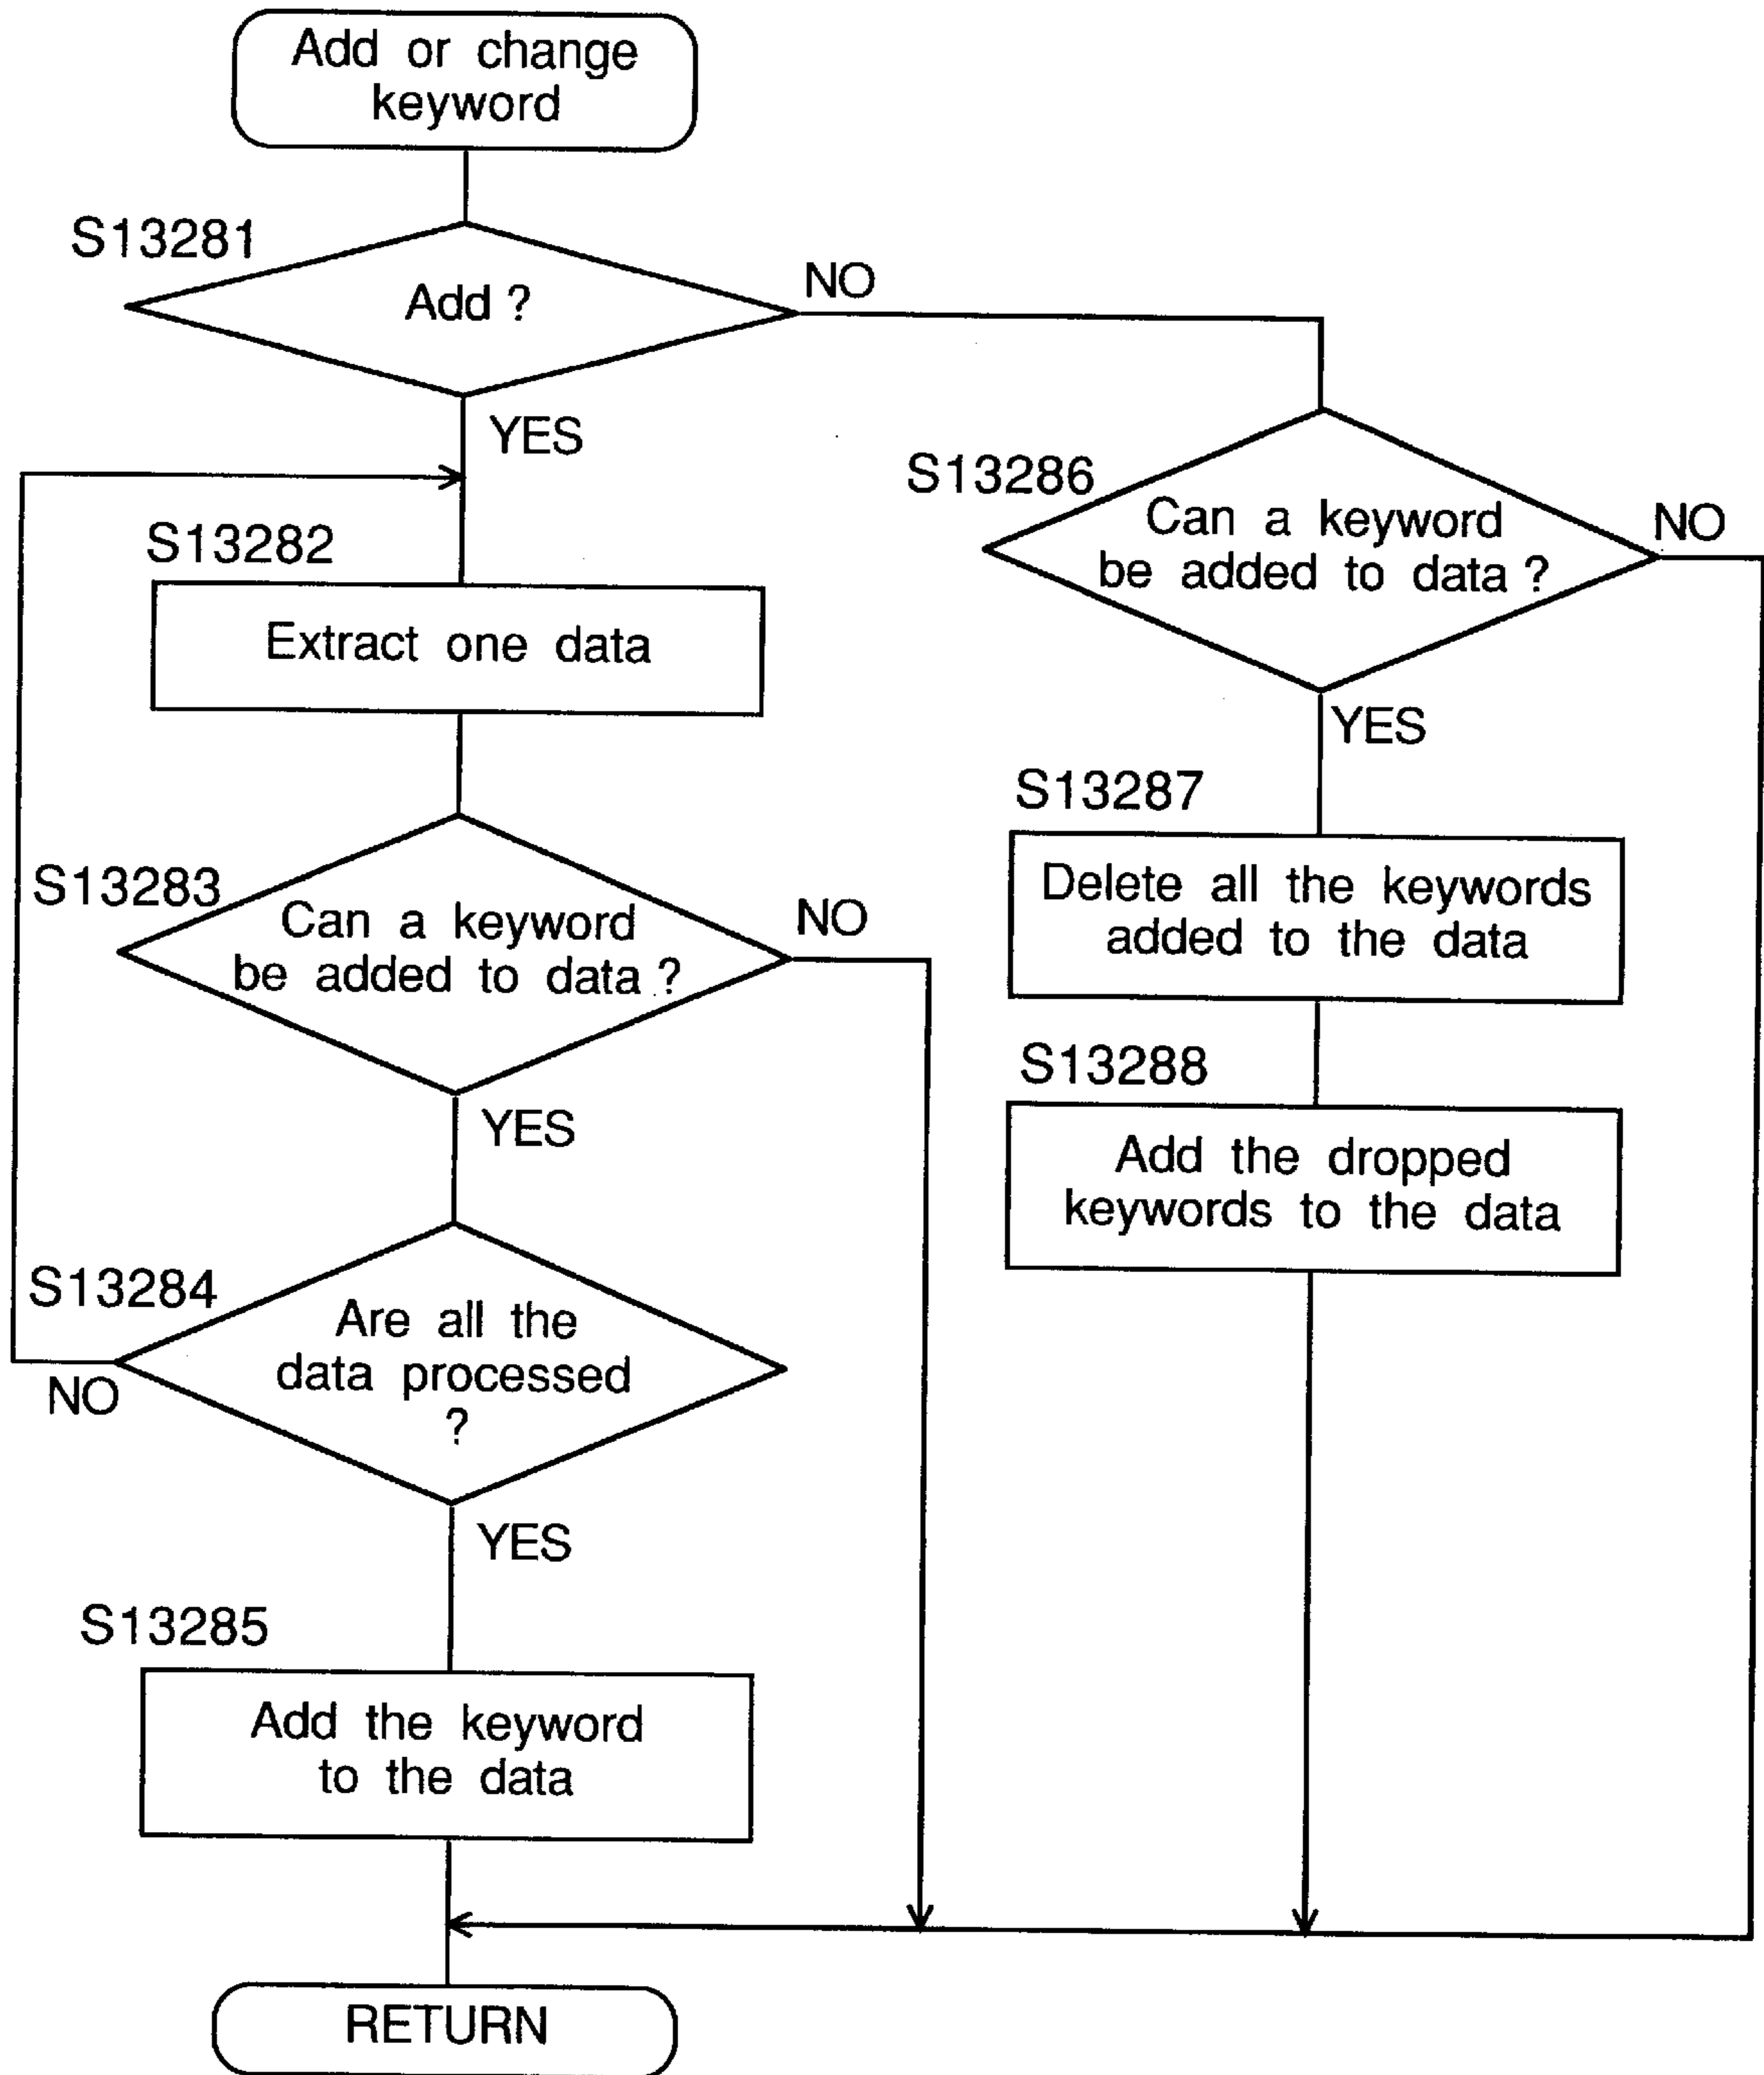 Add or change
keyword
S13281
Add ?
NO
YES
S13282
Extract one data
S13283
Can a keyword
be added to data ?
NO
YES
S13284
Are all the
data processed
?
NO
YES
S13285
Add the keyword
to the data
S13286
Can a keyword
be added to data ?
NO
YES
S13287
Delete all the keywords
added to the data
S13288
Add the dropped
keywords to the data
RETURN